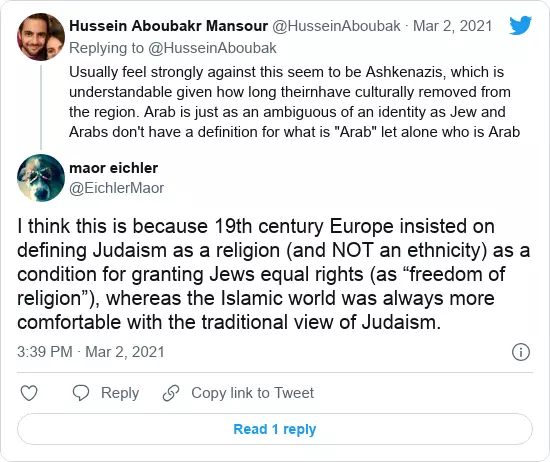 Hussein Aboubakr Mansour @HusseinAboubak · Mar 2, 2021
Replying to @HusseinAboubak
Usually feel strongly against this seem to be Ashkenazis, which is
understandable given how long theirnhave culturally removed from
the region. Arab is just as an ambiguous of an identity as Jew and
Arabs don't have a definition for what is "Arab" let alone who is Arab
maor eichler
@EichlerMaor
I think this is because 19th century Europe insisted on
defining Judaism as a religion (and NOT an ethnicity) as a
condition for granting Jews equal rights (as “freedom of
religion”), whereas the Islamic world was always more
comfortable with the traditional view of Judaism.
3:39 PM · Mar 2, 2021
Reply Copy link to Tweet
Read 1 reply